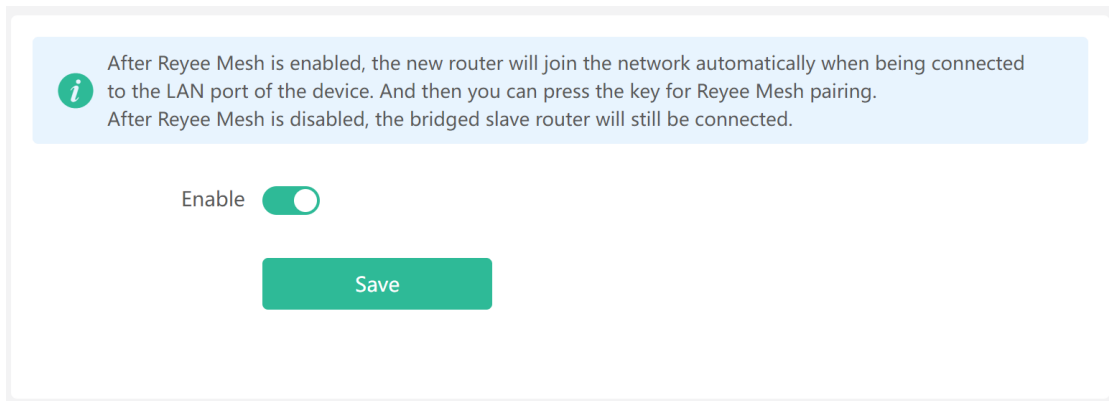 After Reyee Mesh is enabled, the new router will join the network automatically when being connected
to the LAN port of the device. And then you can press the key for Reyee Mesh pairing.
After Reyee Mesh is disabled, the bridged slave router will still be connected.
Enable
Save